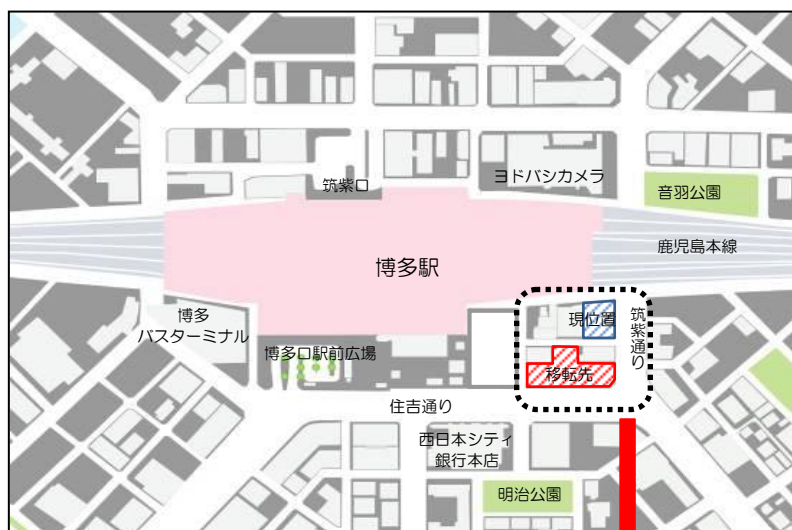 筑紫口
ヨドバシカメラ
音羽公園
博多駅
鹿児島本線
博多
バスターミナル
博多口駅前広場
現位置
筑紫通り
移転先
住吉通り
西日本シティ
銀行本店
明治公園